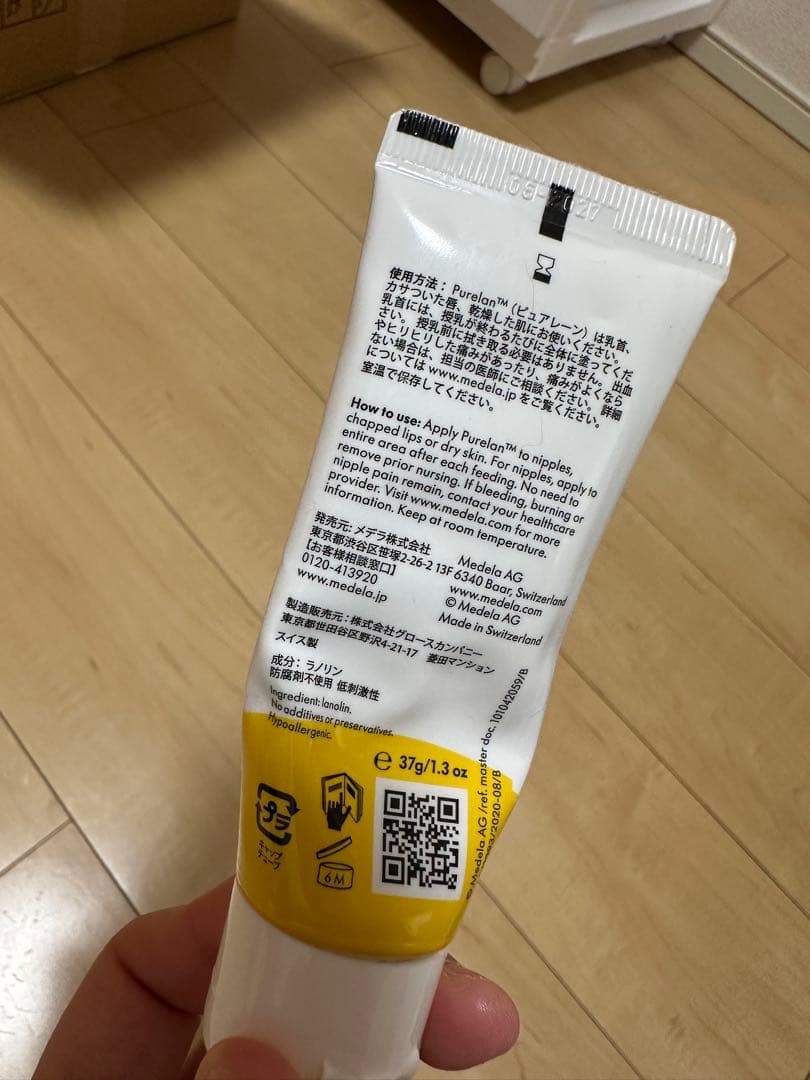 05-2027
使用方法： Purelan™ (ピュアレーン) は乳首、
カサついた唇、乾燥した肌にお使いください。
乳首には、授乳が終わるたびに全体に塗ってくだ
さい。 授乳前に拭き取る必要はありません。 出血
やヒリヒリした痛みがあったり、痛みがよくなら
ない場合は、担当の医師にご相談ください。 詳細
については www.medela.jp をご覧ください。
室温で保存してください。
How to use: Apply Purelan™ to nipples,
chapped lips or dry skin. For nipples, apply to
entire area after each feeding. No need to
remove prior nursing. If bleeding, burning or
nipple pain remain, contact your healthcare
provider. Visit www.medela.com for more
information. Keep at room temperature.
発売元: メデラ株式会社
東京都渋谷区笹塚2-26-2 13F
【お客様相談窓口】
0120-413920
www.medela.jp
Medela AG
6340 Baar, Switzerland
www.medela.com
© Medela AG
Made in Switzerland
製造販売元：株式会社グロースカンパニー
東京都世田谷区野沢4-21-17 菱田マンション
スイス製
成分：ラノリン
防腐剤不使用 低刺激性
Ingredient: lanolin.
No additives or preservatives.
Hypoallergenic.
℮ 37g/1.3 oz
プラ
キャップ
チューブ
6 M
© Medela AG /ref. master doc. 101042059/B
/2020-08/B